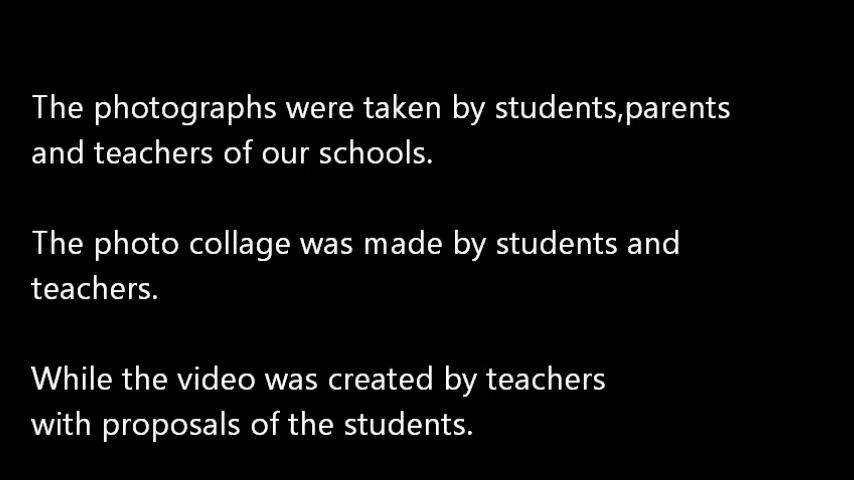 The photographs were taken by students,parents
and teachers of our schools.
The photo collage was made by students and
teachers.
While the video was created by teachers
with proposals of the students.